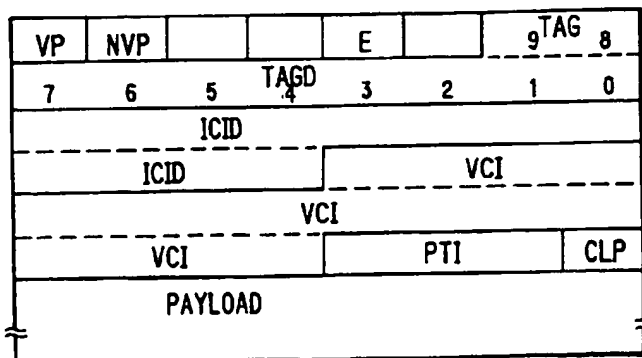 VP NVP E 9 TAG 8
TAGD
7 6 5 4 3 2 1 0
ICID
ICID VCI
VCI
VCI PTI CLP
PAYLOAD